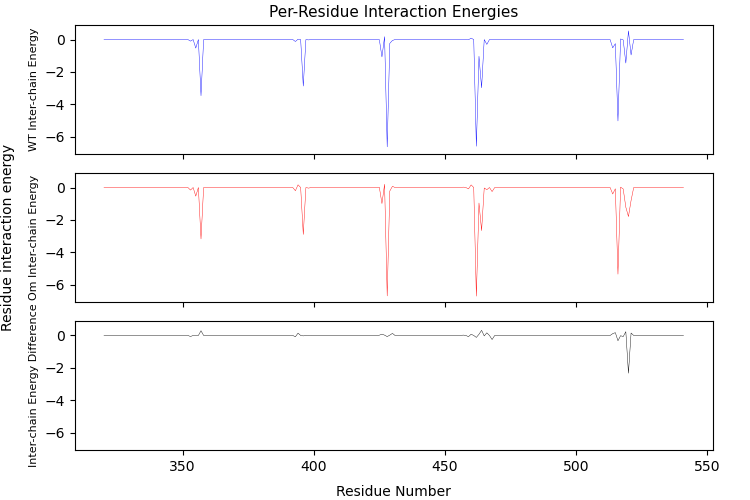 Per-Residue Interaction Energies
Residue interaction energy
WT Inter-chain Energy
0
−2
−4
−6
Om Inter-chain Energy
0
−2
−4
−6
Inter-chain Energy Difference
0
−2
−4
−6
350
400
450
500
550
Residue Number